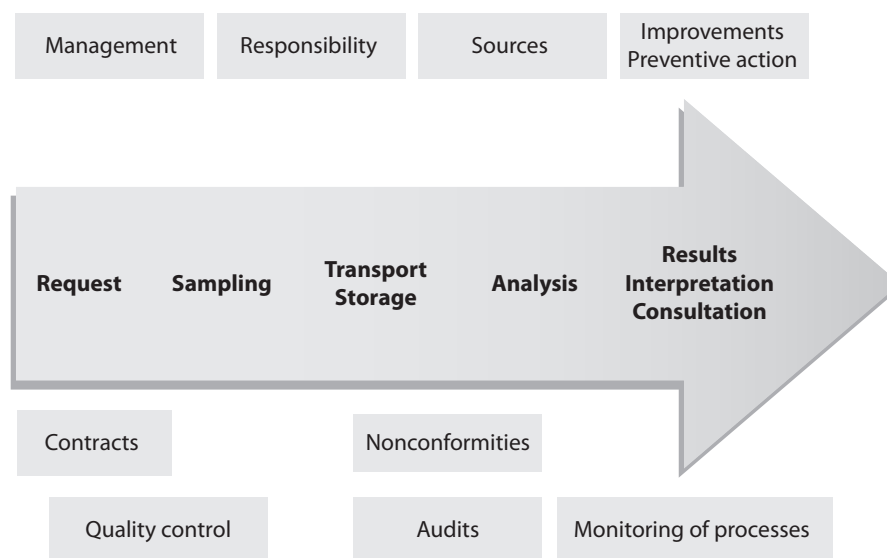 Management
Responsibility
Sources
Improvements
Preventive action
Request
Sampling
Transport
Storage
Analysis
Results
Interpretation
Consultation
Contracts
Nonconformities
Quality control
Audits
Monitoring of processes